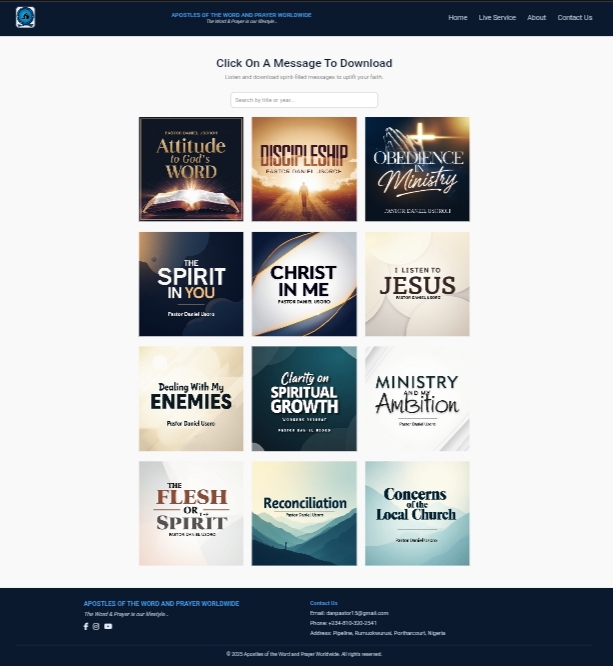 APOSTLES OF THE WORD AND PRAYER WORLDWIDE
The Word & Prayer is our lifestyle...
Home Live Service About Contact Us
Click On A Message To Download
Listen and download spirit filled messages to uplift your faith.
Search by title or year...
PASTOR DANIEL
Attitude
to God's
WORD
DISCIPLESHIP
PASTOR DANIEL
OBEDIENCE
IN
Ministry
PASTOR DANIEL
THE
SPIRIT
IN YOU
Pastor Daniel Usoro
CHRIST
IN ME
PASTOR DANIEL USORO
I LISTEN TO
JESUS
PASTOR DANIEL USORO
Dealing With My
ENEMIES
Pastor Daniel Usoro
Clarity on
SPIRITUAL
GROWTH
WORKERS RETREAT
PASTOR DANIEL USORO
MINISTRY
AND MY
Ambition
Pastor Daniel Usoro
THE
FLESH
OR THE
SPIRIT
PASTOR DANIEL USORO
Reconciliation
Pastor Daniel Usoro
Concerns
of the
Local Church
Pastor Daniel Usoro
APOSTLES OF THE WORD AND PRAYER WORLDWIDE
The Word & Prayer is our lifestyle...
Contact Us
Email: danpastor15@gmail.com
Phone: +234-810-330-2541
Address: Pipeline, Rumuokwurusi, Portharcourt, Nigeria
© 2025 Apostles of the Word and Prayer Worldwide. All rights reserved.